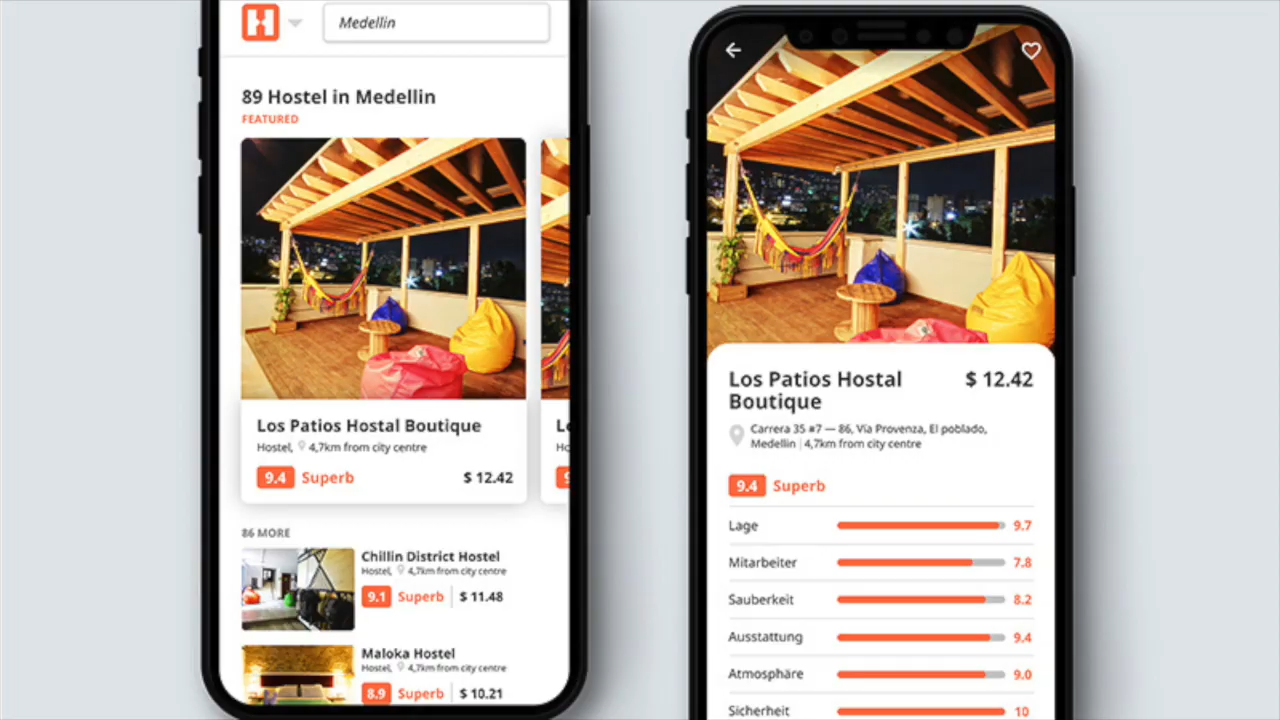 H
Medellin
89 Hostel in Medellin
FEATURED
Los Patios Hostal Boutique
Hostel, 4,7km from city centre
9.4 Superb $ 12.42
86 MORE
Chillin District Hostel
Hostel, 4,7km from city centre
9.1 Superb $ 11.48
Maloka Hostel
Hostel, 4,7km from city centre
8.9 Superb $ 10.21
Los Patios Hostal
Boutique
$ 12.42
Carrera 35 #7 — 86, Vía Provenza, El poblado,
Medellin | 4,7km from city centre
9.4 Superb
Lage 9.7
Mitarbeiter 7.8
Sauberkeit 8.2
Ausstattung 9.4
Atmosphäre 9.0
Sicherheit 10